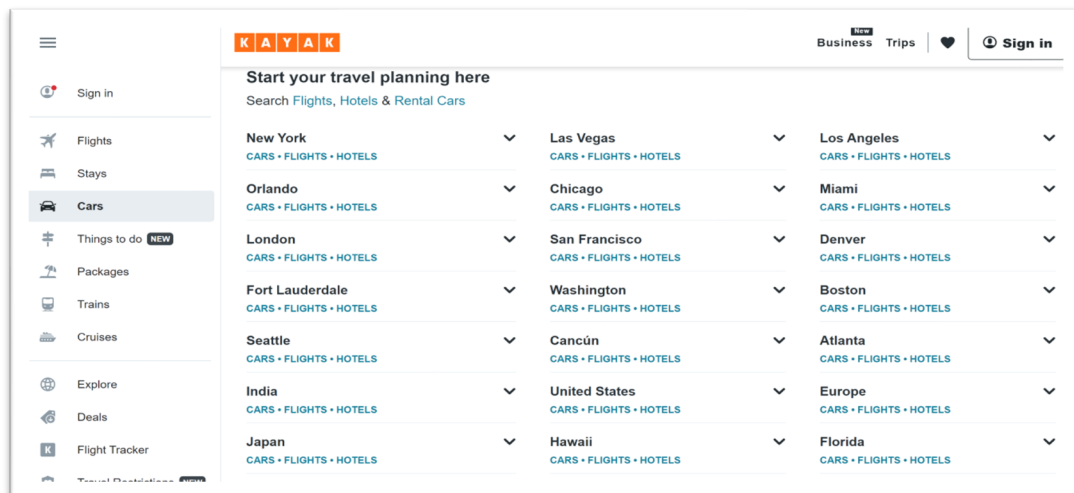 KAYAK
New
Business Trips
Sign in
Sign in
Flights
Stays
Cars
Things to do NEW
Packages
Trains
Cruises
Explore
Deals
Flight Tracker
Travel Restrictions NEW
Start your travel planning here
Search Flights, Hotels & Rental Cars
New York
CARS • FLIGHTS • HOTELS
Las Vegas
CARS • FLIGHTS • HOTELS
Los Angeles
CARS • FLIGHTS • HOTELS
Orlando
CARS • FLIGHTS • HOTELS
Chicago
CARS • FLIGHTS • HOTELS
Miami
CARS • FLIGHTS • HOTELS
London
CARS • FLIGHTS • HOTELS
San Francisco
CARS • FLIGHTS • HOTELS
Denver
CARS • FLIGHTS • HOTELS
Fort Lauderdale
CARS • FLIGHTS • HOTELS
Washington
CARS • FLIGHTS • HOTELS
Boston
CARS • FLIGHTS • HOTELS
Seattle
CARS • FLIGHTS • HOTELS
Cancún
CARS • FLIGHTS • HOTELS
Atlanta
CARS • FLIGHTS • HOTELS
India
CARS • FLIGHTS • HOTELS
United States
CARS • FLIGHTS • HOTELS
Europe
CARS • FLIGHTS • HOTELS
Japan
CARS • FLIGHTS • HOTELS
Hawaii
CARS • FLIGHTS • HOTELS
Florida
CARS • FLIGHTS • HOTELS